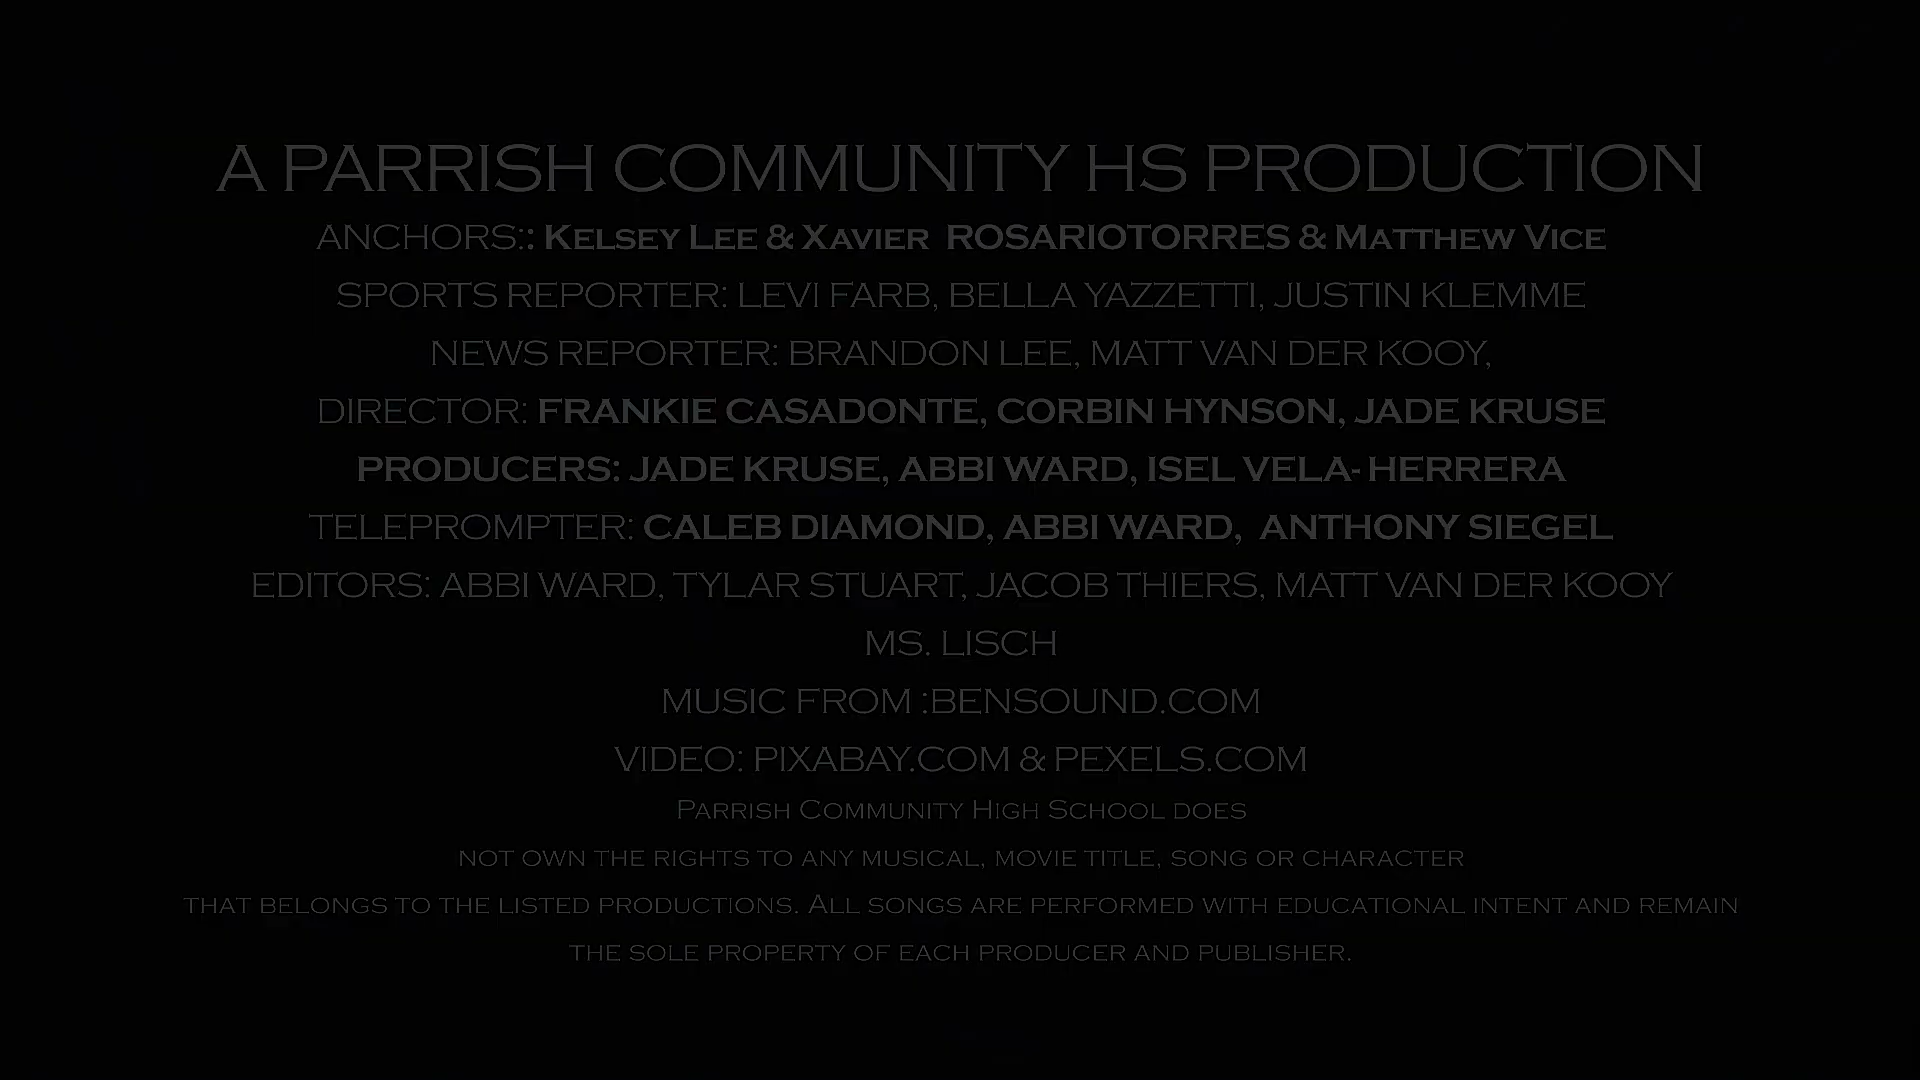 A PARRISH COMMUNITY HS PRODUCTION
ANCHORS:: KELSEY LEE & XAVIER ROSARIOTORRES & MATTHEW VICE
SPORTS REPORTER: LEVI FARB, BELLA YAZZETTI, JUSTIN KLEMME
NEWS REPORTER: BRANDON LEE, MATT VAN DER KOOY,
DIRECTOR: FRANKIE CASADONTE, CORBIN HYNSON, JADE KRUSE
PRODUCERS: JADE KRUSE, ABBI WARD, ISEL VELA- HERRERA
TELEPROMPTER: CALEB DIAMOND, ABBI WARD, ANTHONY SIEGEL
EDITORS: ABBI WARD, TYLAR STUART, JACOB THIERS, MATT VAN DER KOOY
MS. LISCH
MUSIC FROM :BENSOUND.COM
VIDEO: PIXABAY.COM & PEXELS.COM
PARRISH COMMUNITY HIGH SCHOOL DOES
NOT OWN THE RIGHTS TO ANY MUSICAL, MOVIE TITLE, SONG OR CHARACTER
THAT BELONGS TO THE LISTED PRODUCTIONS. ALL SONGS ARE PERFORMED WITH EDUCATIONAL INTENT AND REMAIN
THE SOLE PROPERTY OF EACH PRODUCER AND PUBLISHER.